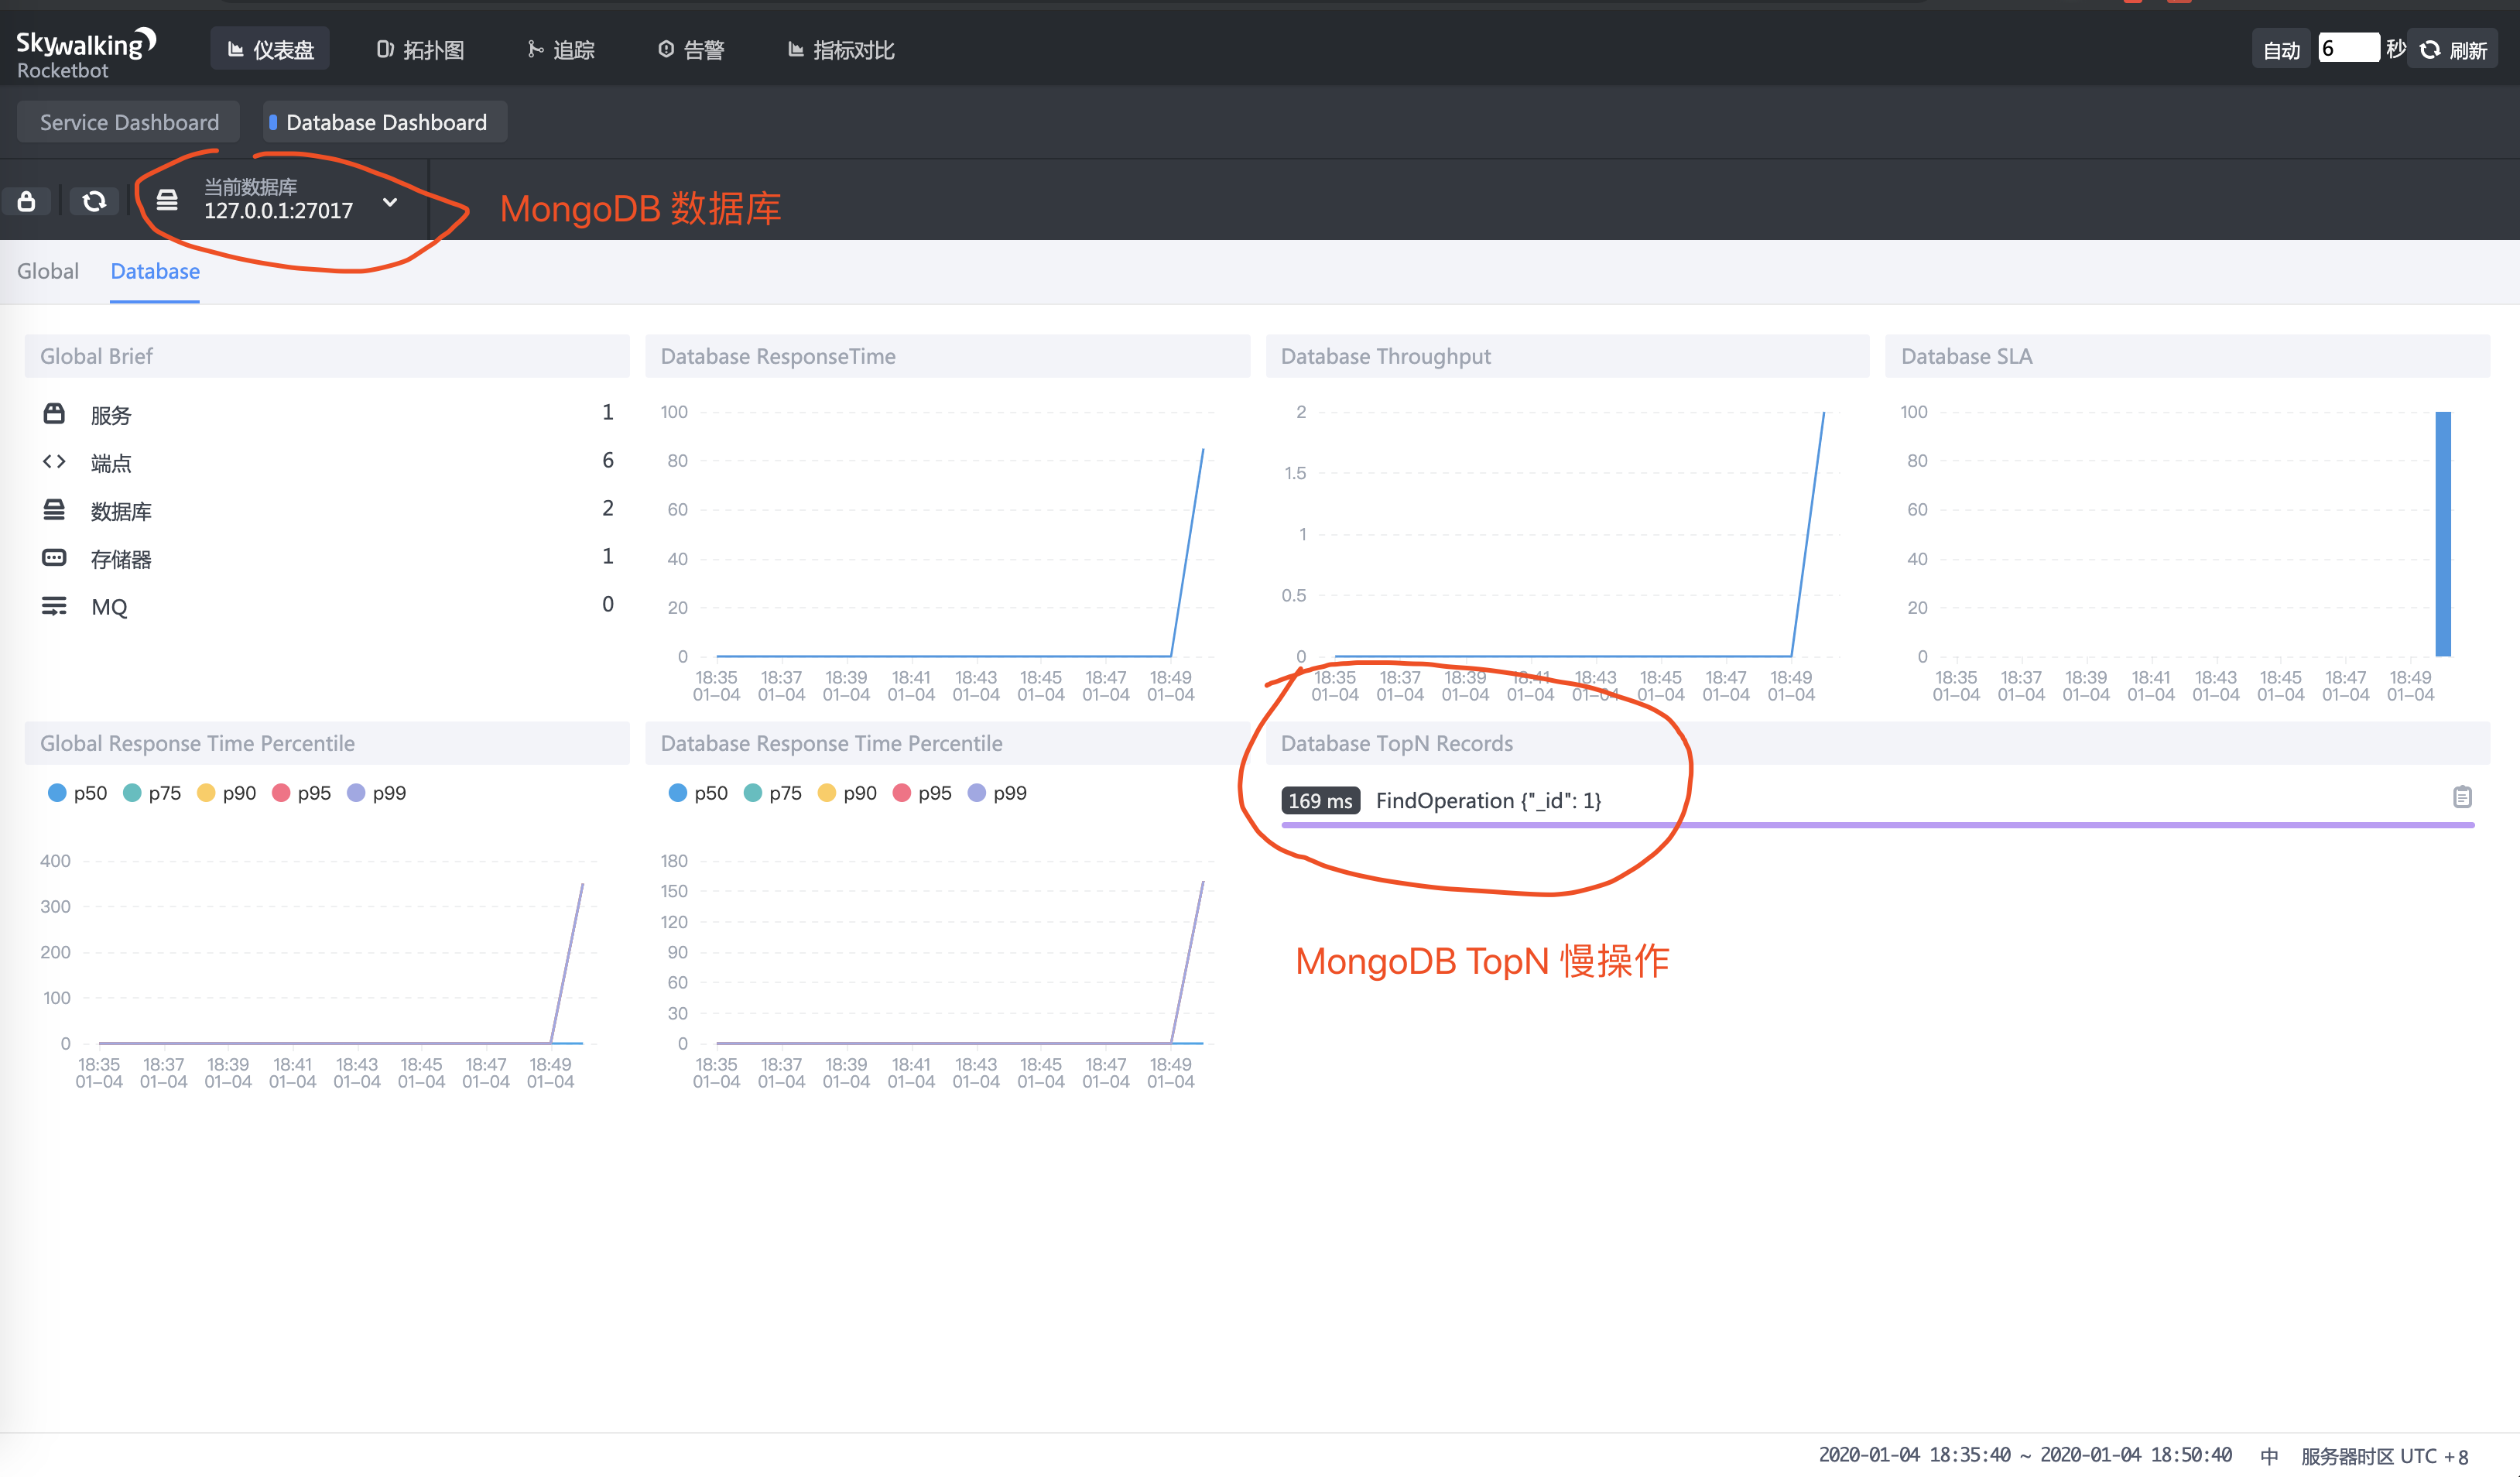 Skywalking
Rocketbot
仪表盘
拓扑图
追踪
告警
指标对比
自动
6
秒
刷新
Service Dashboard
Database Dashboard
当前数据库
127.0.0.1:27017
MongoDB 数据库
Global
Database
Global Brief
服务 1
端点 6
数据库 2
存储器 1
MQ 0
Database ResponseTime
100
80
60
40
20
0
18:35 18:37 18:39 18:41 18:43 18:45 18:47 18:49
01-04 01-04 01-04 01-04 01-04 01-04 01-04 01-04
Database Throughput
2
1.5
1
0.5
0
18:35 18:37 18:39 18:41 18:43 18:45 18:47 18:49
01-04 01-04 01-04 01-04 01-04 01-04 01-04 01-04
Database SLA
100
80
60
40
20
0
18:35 18:37 18:39 18:41 18:43 18:45 18:47 18:49
01-04 01-04 01-04 01-04 01-04 01-04 01-04 01-04
Global Response Time Percentile
p50 p75 p90 p95 p99
400
300
200
100
0
18:35 18:37 18:39 18:41 18:43 18:45 18:47 18:49
01-04 01-04 01-04 01-04 01-04 01-04 01-04 01-04
Database Response Time Percentile
p50 p75 p90 p95 p99
180
150
120
90
60
30
0
18:35 18:37 18:39 18:41 18:43 18:45 18:47 18:49
01-04 01-04 01-04 01-04 01-04 01-04 01-04 01-04
Database TopN Records
169 ms FindOperation {"_id": 1}
MongoDB TopN 慢操作
2020-01-04 18:35:40 ~ 2020-01-04 18:50:40 中 服务器时区 UTC +8